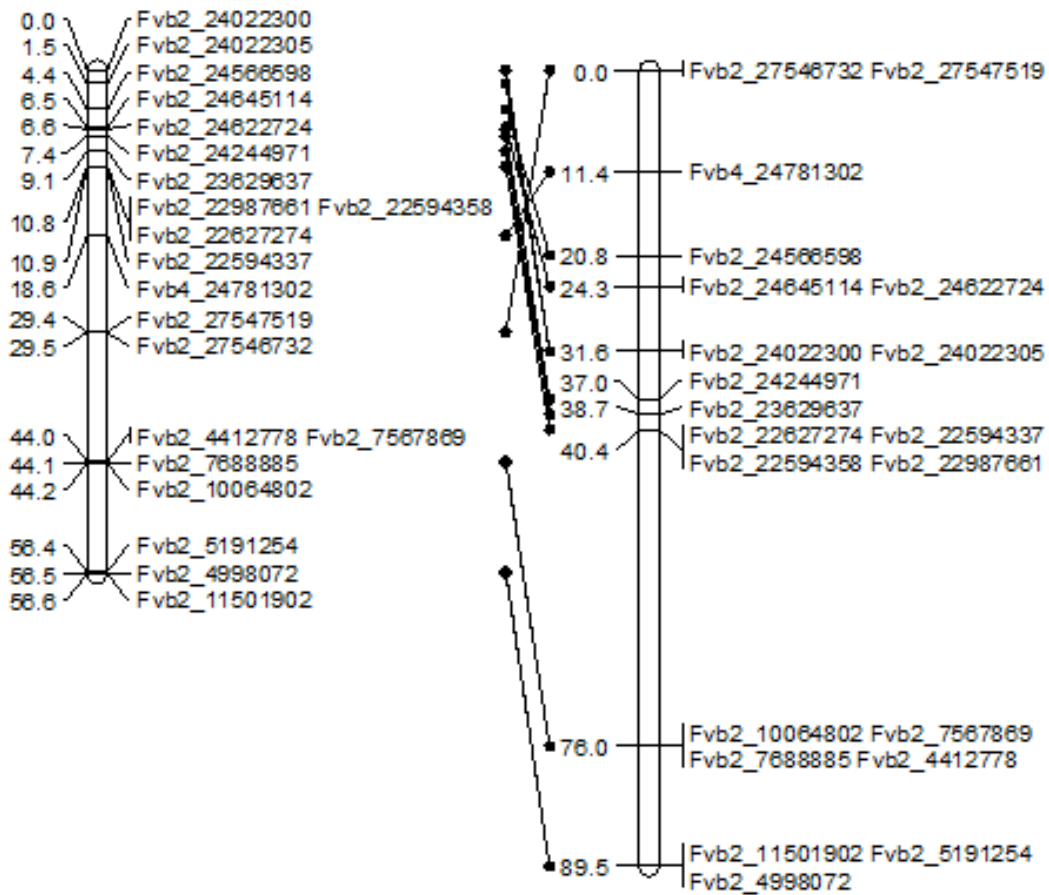 0.0 Fvb2_24022300
1.5 Fvb2_24022305
4.4 Fvb2_24566598
6.5 Fvb2_24645114
6.6 Fvb2_24622724
7.4 Fvb2_24244971
9.1 Fvb2_23629637
10.8 Fvb2_22987661 Fvb2_22594358
Fvb2_22627274
10.9 Fvb2_22594337
18.6 Fvb4_24781302
29.4 Fvb2_27547519
29.5 Fvb2_27546732
44.0 Fvb2_4412778 Fvb2_7567869
44.1 Fvb2_7688885
44.2 Fvb2_10064802
56.4 Fvb2_5191254
56.5 Fvb2_4998072
56.6 Fvb2_11501902
0.0 Fvb2_27546732 Fvb2_27547519
11.4 Fvb4_24781302
20.8 Fvb2_24566598
24.3 Fvb2_24645114 Fvb2_24622724
31.6 Fvb2_24022300 Fvb2_24022305
37.0 Fvb2_24244971
38.7 Fvb2_23629637
40.4 Fvb2_22627274 Fvb2_22594337
Fvb2_22594358 Fvb2_22987661
76.0 Fvb2_10064802 Fvb2_7567869
Fvb2_7688885 Fvb2_4412778
89.5 Fvb2_11501902 Fvb2_5191254
Fvb2_4998072